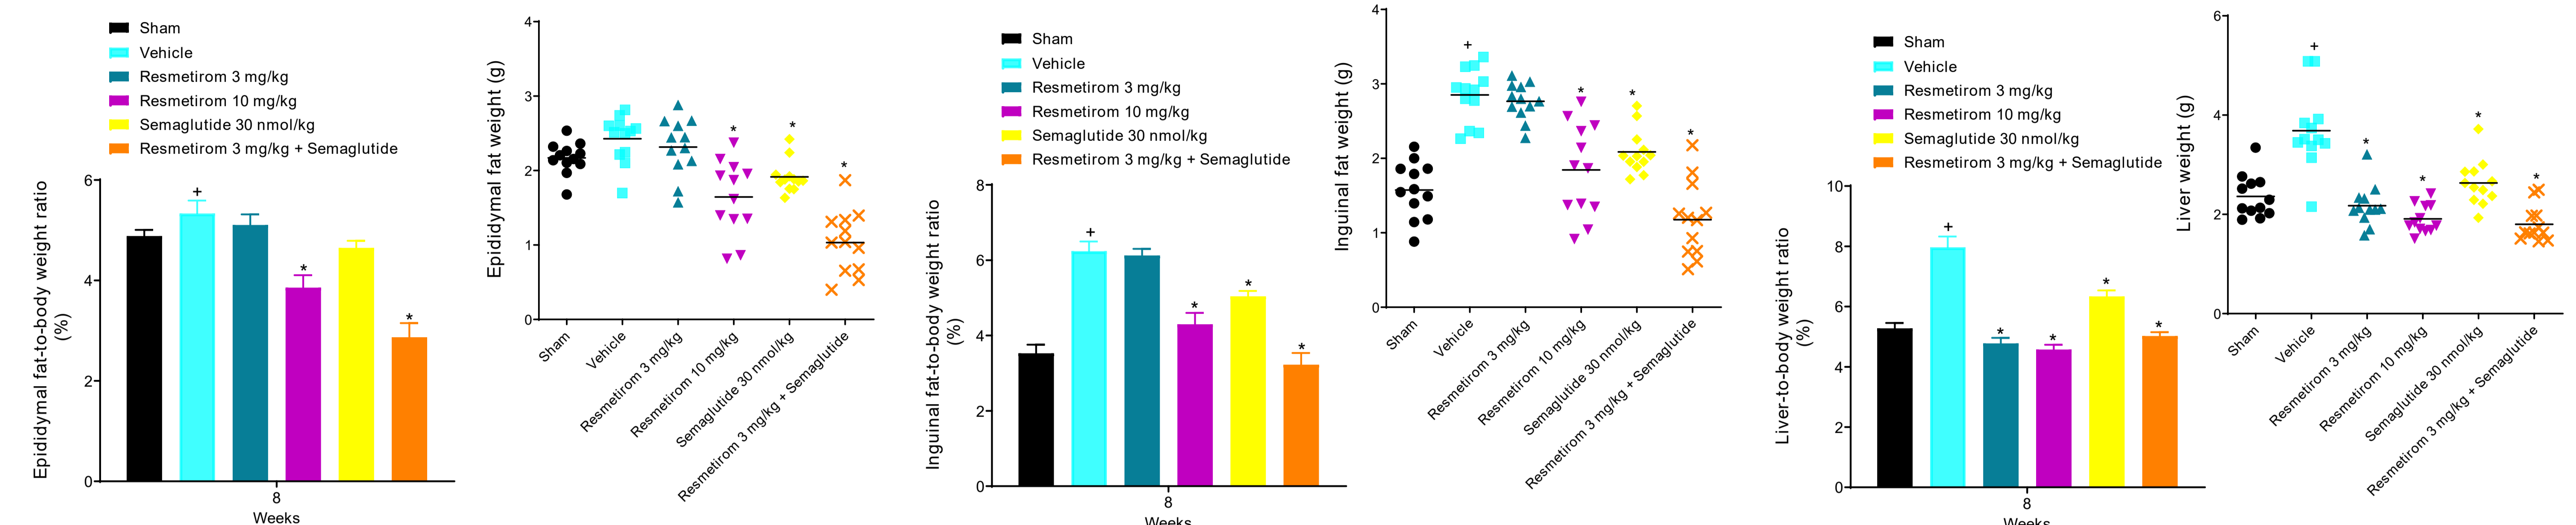 Sham
Vehicle
Resmetirom 3 mg/kg
Resmetirom 10 mg/kg
Semaglutide 30 nmol/kg
Resmetirom 3 mg/kg + Semaglutide
Epididymal fat-to-body weight ratio
(%)
6
4
2
0
+
*
*
8
Weeks
Epididymal fat weight (g)
4
3
2
1
0
*
*
*
Sham
Vehicle
Resmetirom 3 mg/kg
Resmetirom 10 mg/kg
Semaglutide 30 nmol/kg
Resmetirom 3 mg/kg + Semaglutide
Sham
Vehicle
Resmetirom 3 mg/kg
Resmetirom 10 mg/kg
Semaglutide 30 nmol/kg
Resmetirom 3 mg/kg + Semaglutide
Inguinal fat-to-body weight ratio
(%)
8
6
4
2
0
+
*
*
*
8
Weeks
Inguinal fat weight (g)
4
3
2
1
0
+
*
*
*
Sham
Vehicle
Resmetirom 3 mg/kg
Resmetirom 10 mg/kg
Semaglutide 30 nmol/kg
Resmetirom 3 mg/kg + Semaglutide
Sham
Vehicle
Resmetirom 3 mg/kg
Resmetirom 10 mg/kg
Semaglutide 30 nmol/kg
Resmetirom 3 mg/kg + Semaglutide
Liver-to-body weight ratio
(%)
10
8
6
4
2
0
+
*
*
*
*
8
Weeks
Liver weight (g)
6
4
2
0
+
*
*
*
*
Sham
Vehicle
Resmetirom 3 mg/kg
Resmetirom 10 mg/kg
Semaglutide 30 nmol/kg
Resmetirom 3 mg/kg + Semaglutide